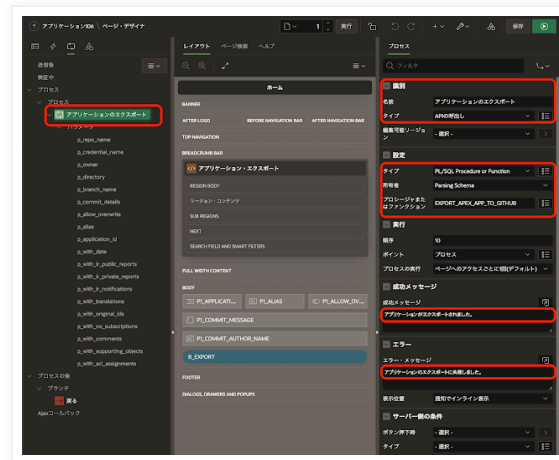 アプリケーション106 \ ページ・デザイナ
1
実行
保存
送信後
検証中
プロセス
プロセス
アプリケーションのエクスポート
パラメータ
p_repo_name
p_credential_name
p_owner
p_directory
p_branch_name
p_commit_details
p_allow_overwrite
p_alias
p_application_id
p_with_ir_public_reports
p_with_ir_private_reports
p_with_ir_notifications
p_with_translations
p_with_original_ids
p_with_no_subscriptions
p_with_comments
p_with_supporting_objects
p_with_acl_assignments
プロセスの後
ブランチ
戻る
Ajaxコールバック
レイアウト ページ検索 ヘルプ
ホーム
BANNER
AFTER LOGO BEFORE NAVIGATION BAR AFTER NAVIGATION BAR
TOP NAVIGATION
BREADCRUMB BAR
アプリケーション・エクスポート
REGION BODY
リージョン・コンテンツ
SUB REGIONS
NEXT
SEARCH FIELD AND SMART FILTERS
FULL WIDTH CONTENT
BODY
P1_APPLICATI... P1_ALIAS P1_ALLOW_OV...
P1_COMMIT_MESSAGE
P1_COMMIT_AUTHOR_NAME
B_EXPORT
FOOTER
DIALOGS, DRAWERS AND POPUPS
プロセス
フィルタ
識別
名前 アプリケーションのエクスポート
タイプ APIの呼出し
編集可能リージョン - 選択 -
設定
タイプ PL/SQL Procedure or Function
所有者 Parsing Schema
プロシージャまたはファンクション EXPORT_APEX_APP_TO_GITHUB
実行
順序 10
ポイント プロセス
プロセスの実行 ページへのアクセスごとに1回(デフォルト)
成功メッセージ
成功メッセージ
アプリケーションがエクスポートされました。
エラー
エラー・メッセージ
アプリケーションのエクスポートに失敗しました。
表示位置 通知でインライン表示
サーバー側の条件
ボタン押下時 - 選択 -
タイプ - 選択 -